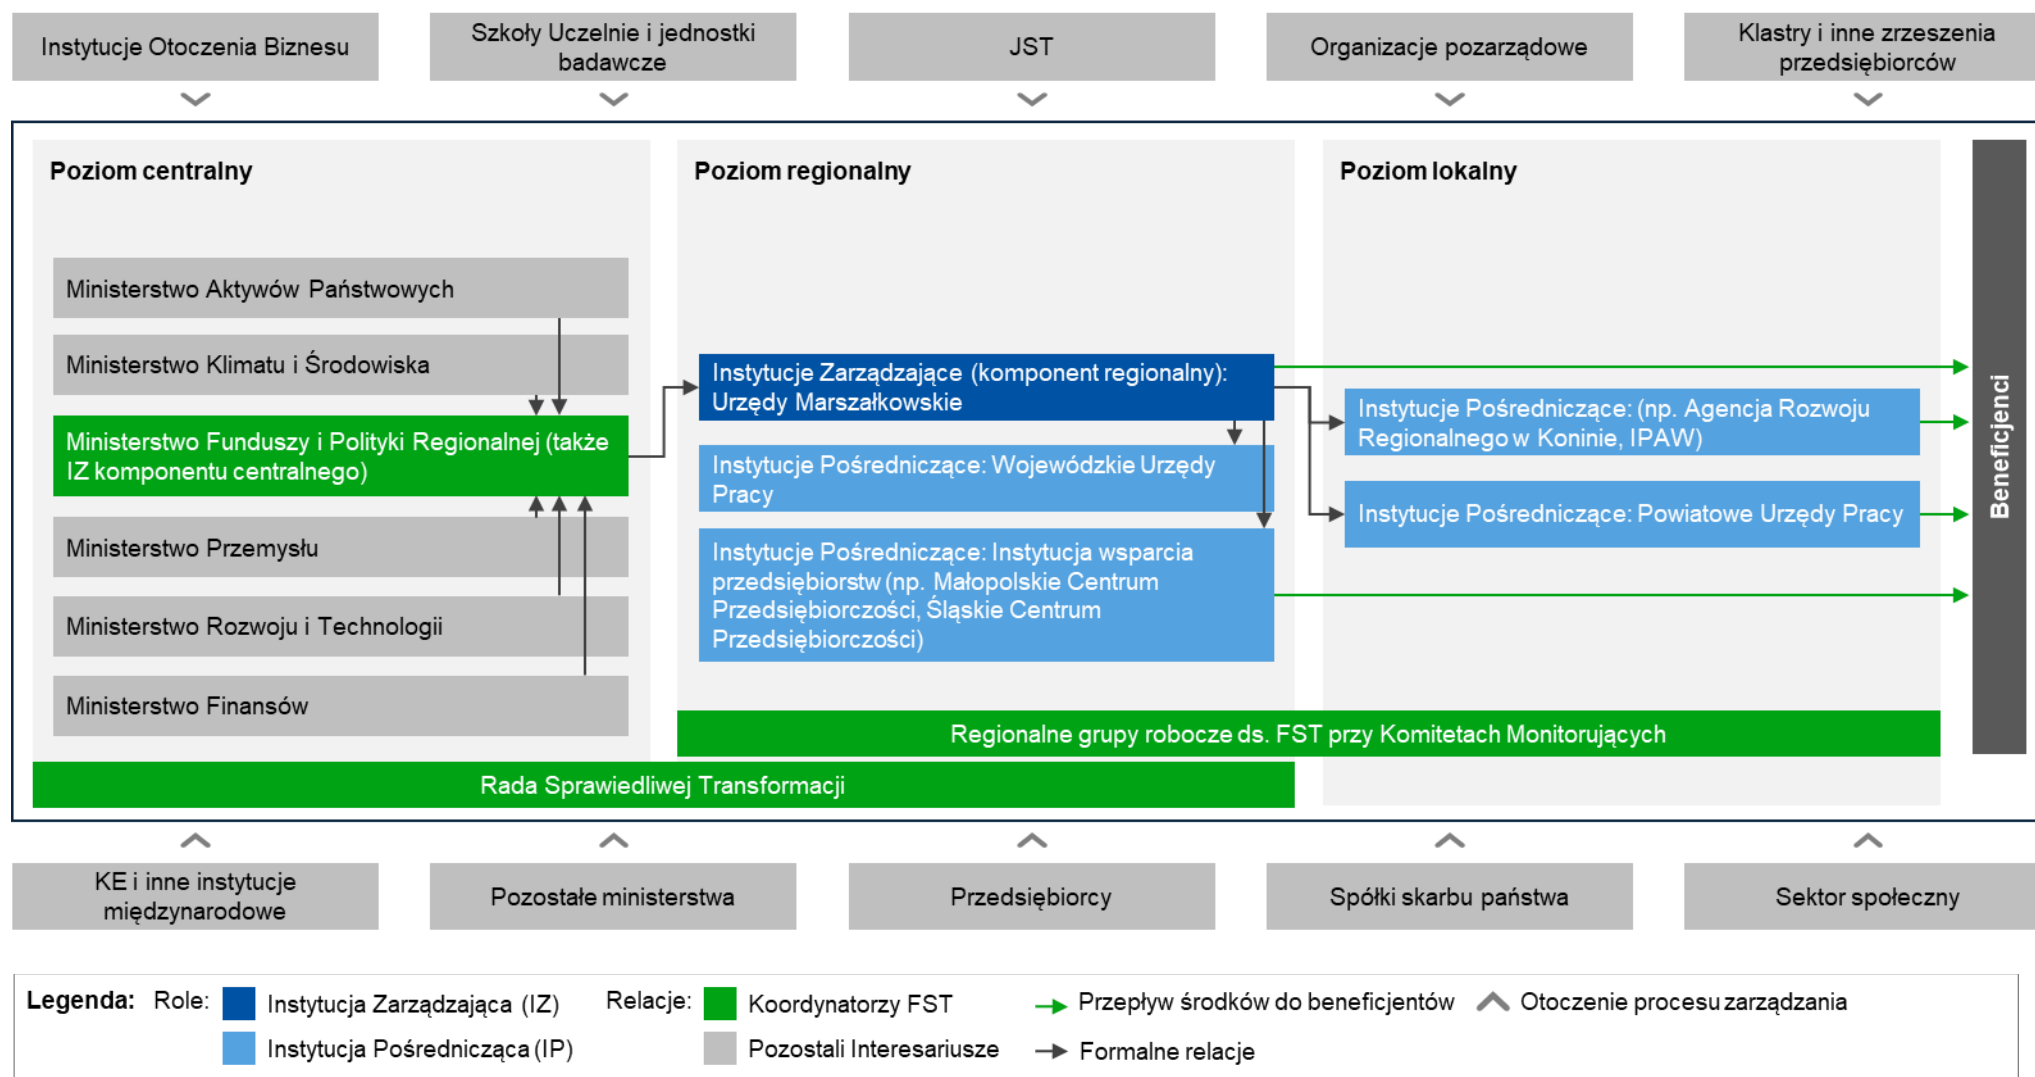 Instytucje Otoczenia Biznesu
Szkoły Uczelnie i jednostki
badawcze
JST
Organizacje pozarządowe
Klastry i inne zrzeszenia
przedsiębiorców
Poziom centralny
Ministerstwo Aktywów Państwowych
Ministerstwo Klimatu i Środowiska
Ministerstwo Funduszy i Polityki Regionalnej (także
IZ komponentu centralnego)
Ministerstwo Przemysłu
Ministerstwo Rozwoju i Technologii
Ministerstwo Finansów
Poziom regionalny
Instytucje Zarządzające (komponent regionalny):
Urzędy Marszałkowskie
Instytucje Pośredniczące: Wojewódzkie Urzędy
Pracy
Instytucje Pośredniczące: Instytucja wsparcia
przedsiębiorstw (np. Małopolskie Centrum
Przedsiębiorczości, Śląskie Centrum
Przedsiębiorczości)
Poziom lokalny
Instytucje Pośredniczące: (np. Agencja Rozwoju
Regionalnego w Koninie, IPAW)
Instytucje Pośredniczące: Powiatowe Urzędy Pracy
Beneficjenci
Regionalne grupy robocze ds. FST przy Komitetach Monitorujących
Rada Sprawiedliwej Transformacji
KE i inne instytucje
międzynarodowe
Pozostałe ministerstwa
Przedsiębiorcy
Spółki skarbu państwa
Sektor społeczny
Legenda: Role: Instytucja Zarządzająca (IZ) Relacje: Koordynatorzy FST Przepływ środków do beneficjentów Otoczenie procesu zarządzania
Instytucja Pośrednicząca (IP) Pozostali Interesariusze Formalne relacje